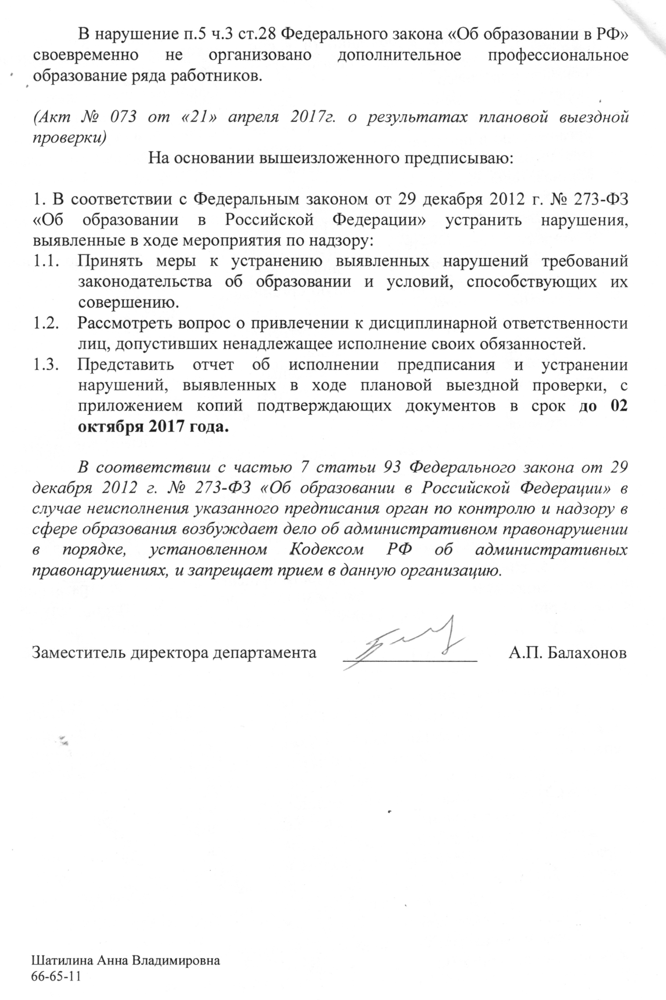 В нарушение п.5 ч.3 ст.28 Федерального закона «Об образовании в РФ»
своевременно не организовано дополнительное профессиональное
образование ряда работников.
(Акт № 073 от «21» апреля 2017г. о результатах плановой выездной
проверки)
На основании вышеизложенного предписываю:
1. В соответствии с Федеральным законом от 29 декабря 2012 г. № 273-ФЗ
«Об образовании в Российской Федерации» устранить нарушения,
выявленные в ходе мероприятия по надзору:
1.1. Принять меры к устранению выявленных нарушений требований
законодательства об образовании и условий, способствующих их
совершению.
1.2. Рассмотреть вопрос о привлечении к дисциплинарной ответственности
лиц, допустивших ненадлежащее исполнение своих обязанностей.
1.3. Представить отчет об исполнении предписания и устранении
нарушений, выявленных в ходе плановой выездной проверки, с
приложением копий подтверждающих документов в срок до 02
октября 2017 года.
В соответствии с частью 7 статьи 93 Федерального закона от 29
декабря 2012 г. № 273-ФЗ «Об образовании в Российской Федерации» в
случае неисполнения указанного предписания орган по контролю и надзору в
сфере образования возбуждает дело об административном правонарушении
в порядке, установленном Кодексом РФ об административных
правонарушениях, и запрещает прием в данную организацию.
Заместитель директора департамента А.П. Балахонов
Шатилина Анна Владимировна
66-65-11